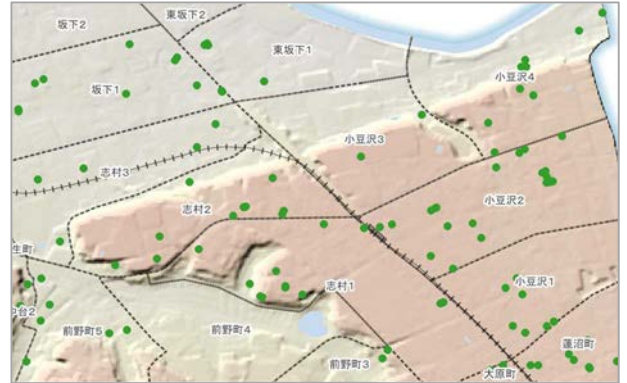 坂下2
東坂下2
東坂下1
坂下1
小豆沢4
小豆沢3
志村3
志村2
小豆沢2
生町
志村1
小豆沢1
中台2
前野町5
前野町4
前野町3
蓮沼町
大原町